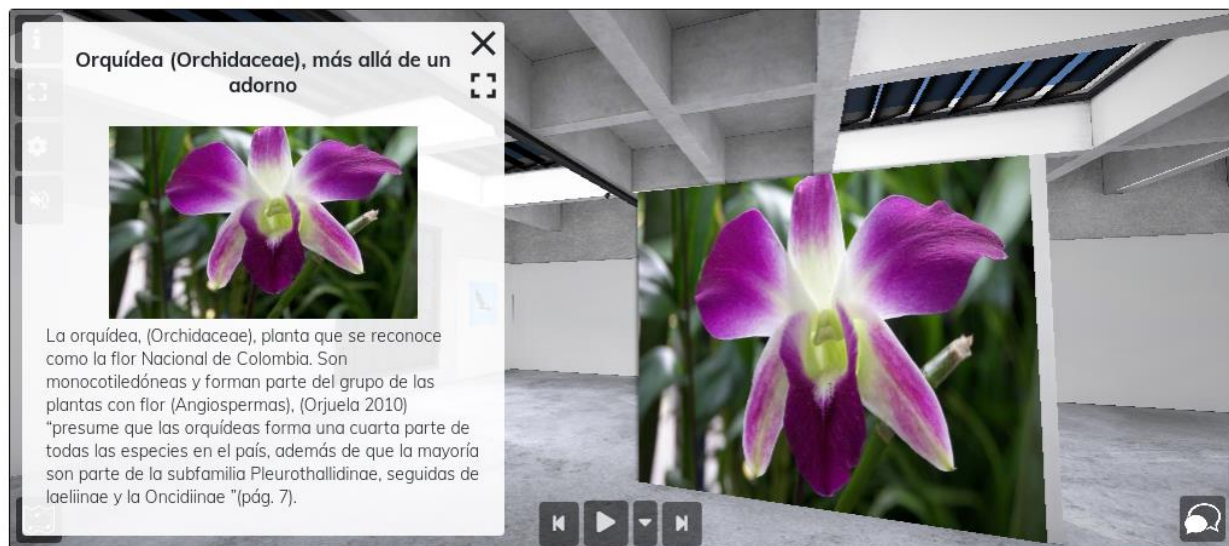 Orquídea (Orchidaceae), más allá de un
adorno
La orquídea, (Orchidaceae), planta que se reconoce
como la flor Nacional de Colombia. Son
monocotiledóneas y forman parte del grupo de las
plantas con flor (Angiospermas), (Orjuela 2010)
“presume que las orquídeas forma una cuarta parte de
todas las especies en el país, además de que la mayoría
son parte de la subfamilia Pleurothallidinae, seguidas de
laeliinae y la Oncidiinae ”(pág. 7).